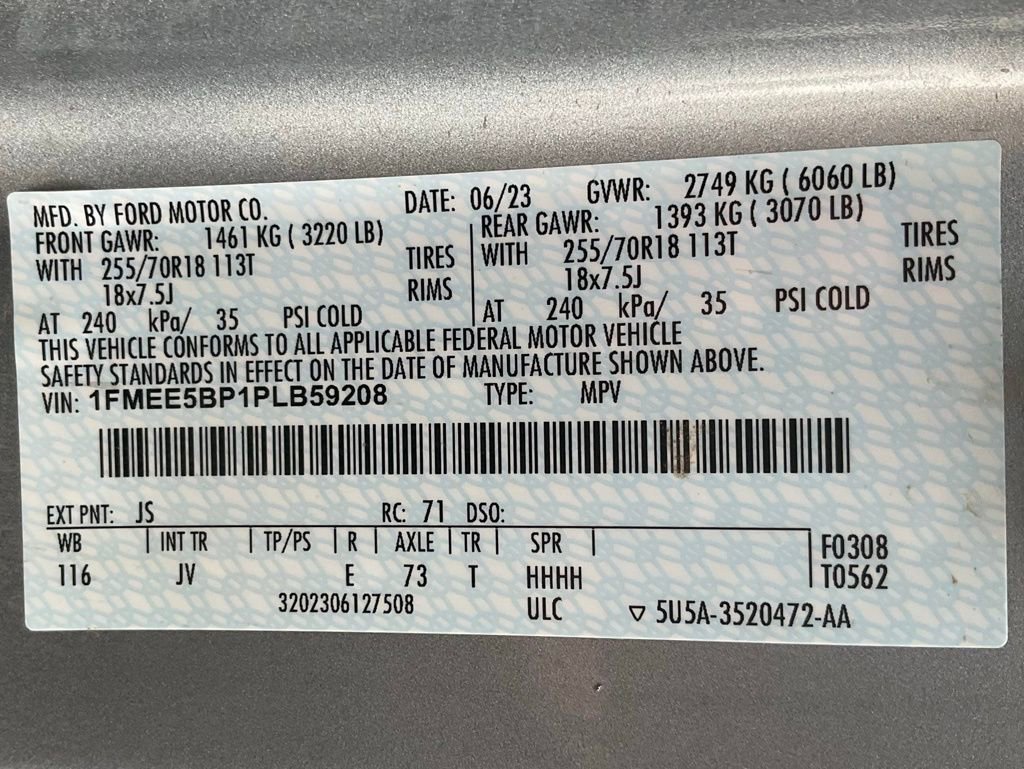 MFD. BY FORD MOTOR CO. DATE: 06/23 GVWR: 2749 KG ( 6060 LB)
FRONT GAWR: 1461 KG ( 3220 LB) REAR GAWR: 1393 KG ( 3070 LB)
WITH 255/70R18 113T TIRES WITH 255/70R18 113T TIRES
18x7.5J RIMS 18x7.5J RIMS
AT 240 kPa/ 35 PSI COLD AT 240 kPa/ 35 PSI COLD
THIS VEHICLE CONFORMS TO ALL APPLICABLE FEDERAL MOTOR VEHICLE
SAFETY STANDARDS IN EFFECT ON THE DATE OF MANUFACTURE SHOWN ABOVE.
VIN: 1FMEE5BP1PLB59208 TYPE: MPV
EXT PNT: JS RC: 71 DSO:
WB INT TR TP/PS R AXLE TR SPR F0308
116 JV E 73 T HHHH T0562
3202306127508 ULC ▽ 5U5A-3520472-AA